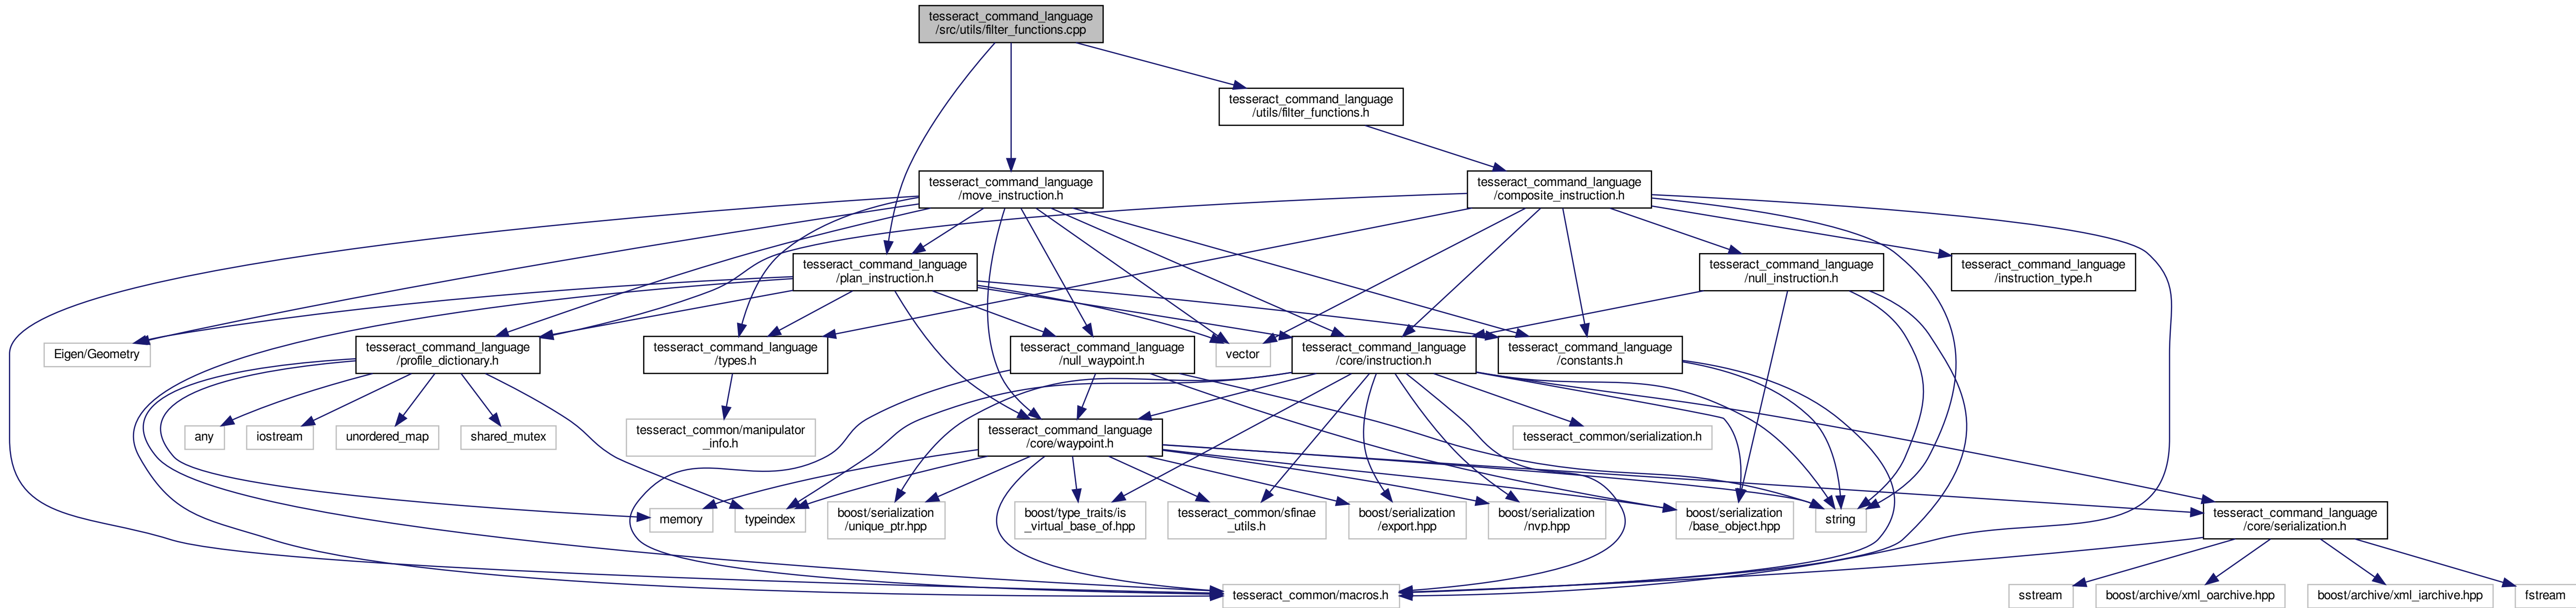 tesseract_command_language
/src/utils/filter_functions.cpp
tesseract_command_language
/utils/filter_functions.h
tesseract_command_language
/move_instruction.h
tesseract_command_language
/composite_instruction.h
tesseract_command_language
/plan_instruction.h
tesseract_command_language
/null_instruction.h
tesseract_command_language
/instruction_type.h
Eigen/Geometry
tesseract_command_language
/profile_dictionary.h
tesseract_command_language
/types.h
tesseract_command_language
/null_waypoint.h
vector
tesseract_command_language
/core/instruction.h
tesseract_command_language
/constants.h
any
iostream
unordered_map
shared_mutex
tesseract_common/manipulator
_info.h
tesseract_command_language
/core/waypoint.h
tesseract_common/serialization.h
memory
typeindex
boost/serialization
/unique_ptr.hpp
boost/type_traits/is
_virtual_base_of.hpp
tesseract_common/sfinae
_utils.h
boost/serialization
/export.hpp
boost/serialization
/nvp.hpp
boost/serialization
/base_object.hpp
string
tesseract_command_language
/core/serialization.h
tesseract_common/macros.h
sstream
boost/archive/xml_oarchive.hpp
boost/archive/xml_iarchive.hpp
fstream